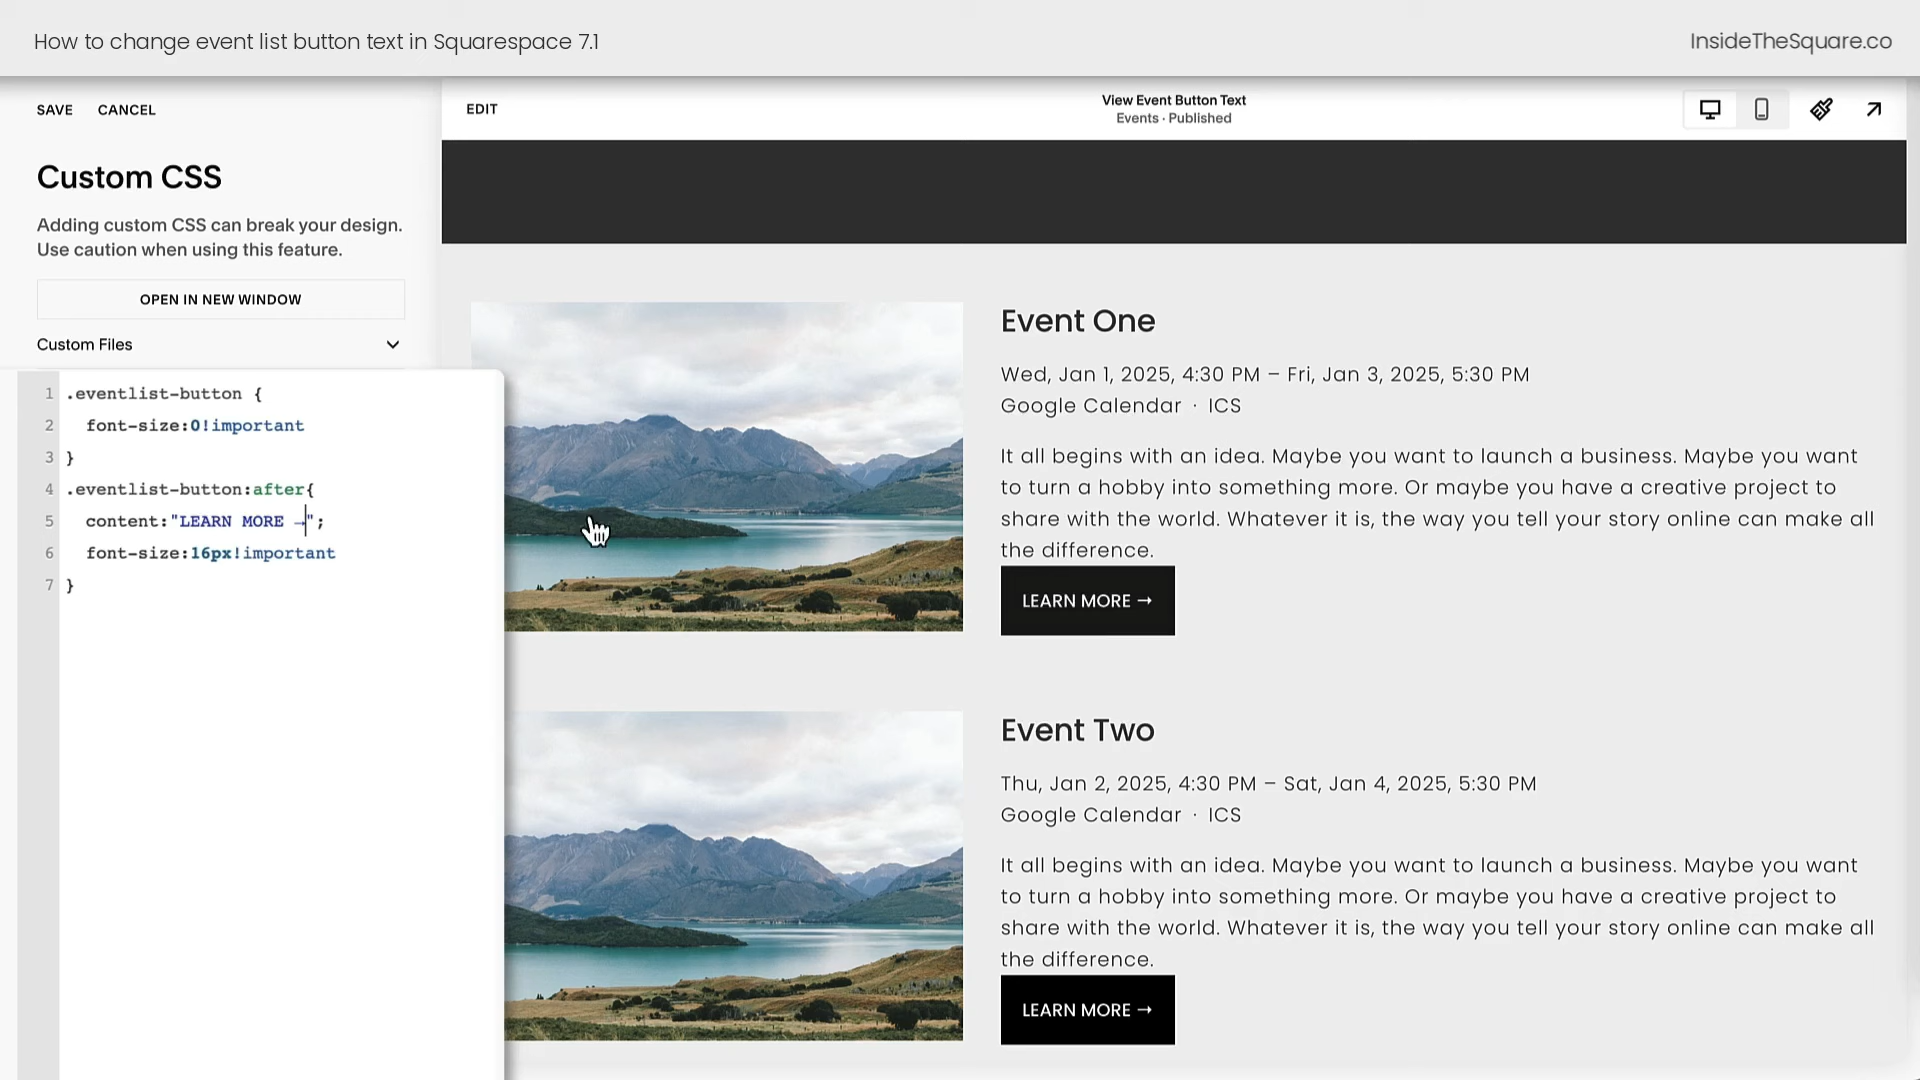 How to change event list button text in Squarespace 7.1
InsideTheSquare.co
SAVE CANCEL
Custom CSS
Adding custom CSS can break your design.
Use caution when using this feature.
OPEN IN NEW WINDOW
Custom Files
1 .eventlist-button {
2 font-size:0!important
3 }
4 .eventlist-button:after{
5 content:"LEARN MORE →";
6 font-size:16px!important
7 }
EDIT
View Event Button Text
Events · Published
Event One
Wed, Jan 1, 2025, 4:30 PM – Fri, Jan 3, 2025, 5:30 PM
Google Calendar · ICS
It all begins with an idea. Maybe you want to launch a business. Maybe you want
to turn a hobby into something more. Or maybe you have a creative project to
share with the world. Whatever it is, the way you tell your story online can make all
the difference.
LEARN MORE →
Event Two
Thu, Jan 2, 2025, 4:30 PM – Sat, Jan 4, 2025, 5:30 PM
Google Calendar · ICS
It all begins with an idea. Maybe you want to launch a business. Maybe you want
to turn a hobby into something more. Or maybe you have a creative project to
share with the world. Whatever it is, the way you tell your story online can make all
the difference.
LEARN MORE →